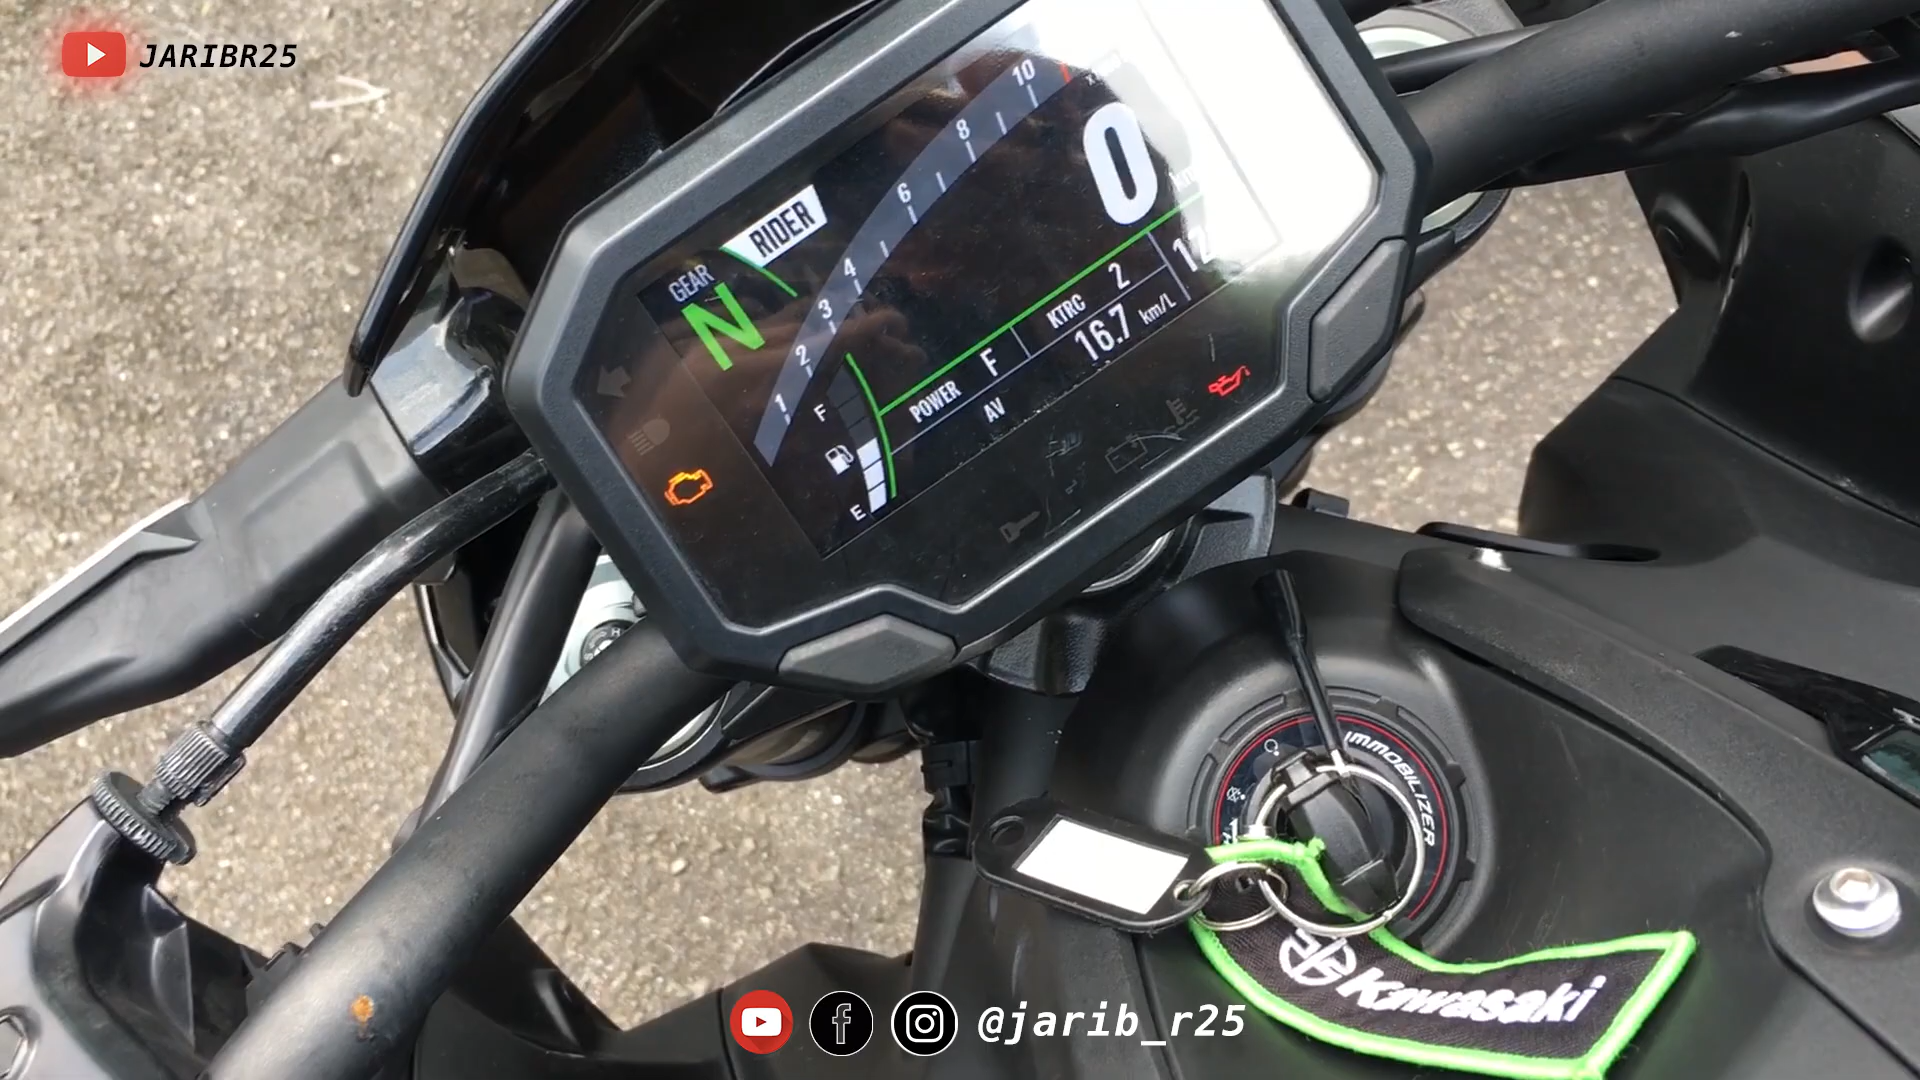 JARIBR25
GEAR
N
RIDER
1
2
3
4
6
8
10
0
F
E
POWER F
KTRC 2
AV 16.7 km/L
IMMOBILIZER
Kawasaki
@jarib_r25